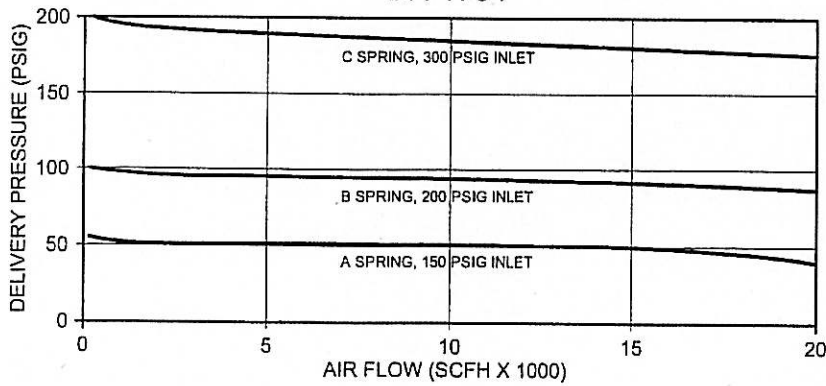 200
150
100
50
0
DELIVERY PRESSURE (PSIG)
C SPRING, 300 PSIG INLET
B SPRING, 200 PSIG INLET
A SPRING, 150 PSIG INLET
0 5 10 15 20
AIR FLOW (SCFH X 1000)